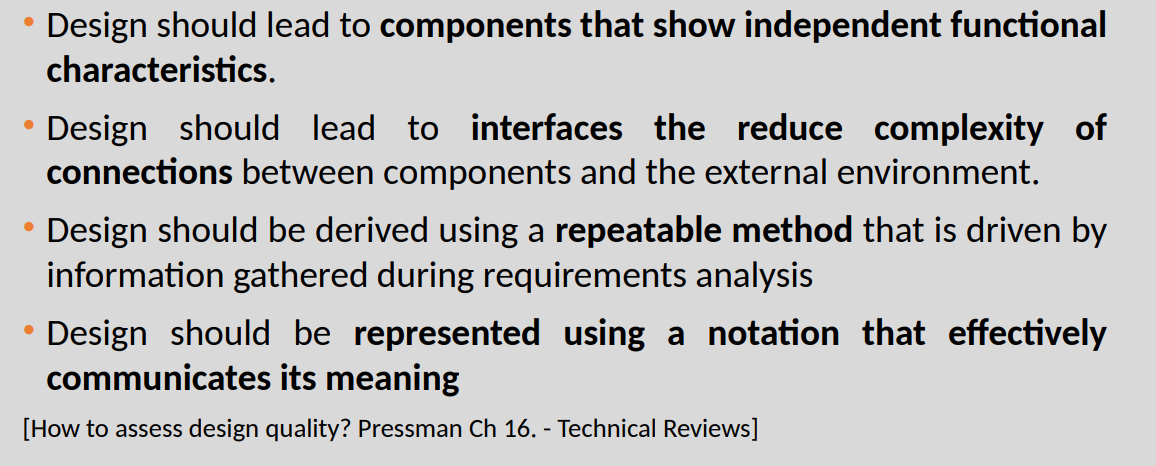 • Design should lead to components that show independent functional
characteristics.
• Design should lead to interfaces the reduce complexity of
connections between components and the external environment.
• Design should be derived using a repeatable method that is driven by
information gathered during requirements analysis
• Design should be represented using a notation that effectively
communicates its meaning
[How to assess design quality? Pressman Ch 16. - Technical Reviews]